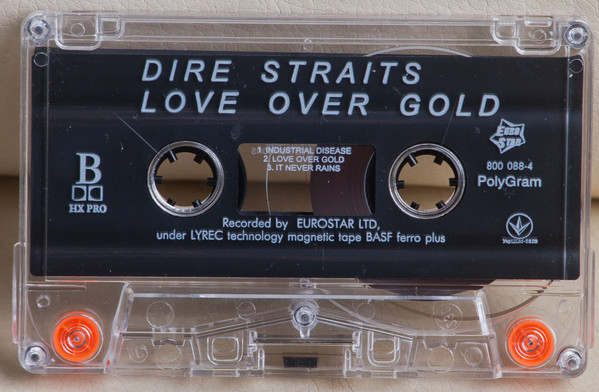 DIRE STRAITS
LOVE OVER GOLD
EURO
STAR
1. INDUSTRIAL DISEASE
2. LOVE OVER GOLD
3. IT NEVER RAINS
B
HX PRO
800 088-4
PolyGram
Recorded by EUROSTAR LTD,
under LYREC technology magnetic tape BASF ferro plus